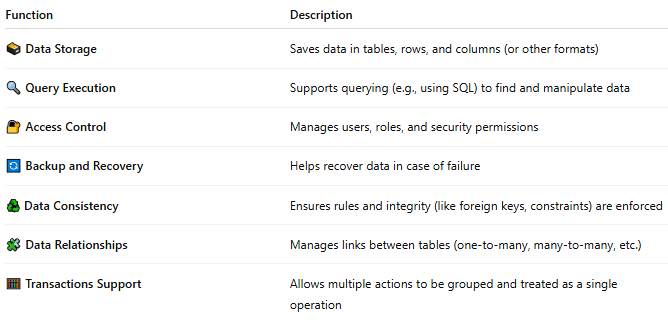 Function Description
Data Storage Saves data in tables, rows, and columns (or other formats)
Query Execution Supports querying (e.g., using SQL) to find and manipulate data
Access Control Manages users, roles, and security permissions
Backup and Recovery Helps recover data in case of failure
Data Consistency Ensures rules and integrity (like foreign keys, constraints) are enforced
Data Relationships Manages links between tables (one-to-many, many-to-many, etc.)
Transactions Support Allows multiple actions to be grouped and treated as a single
operation